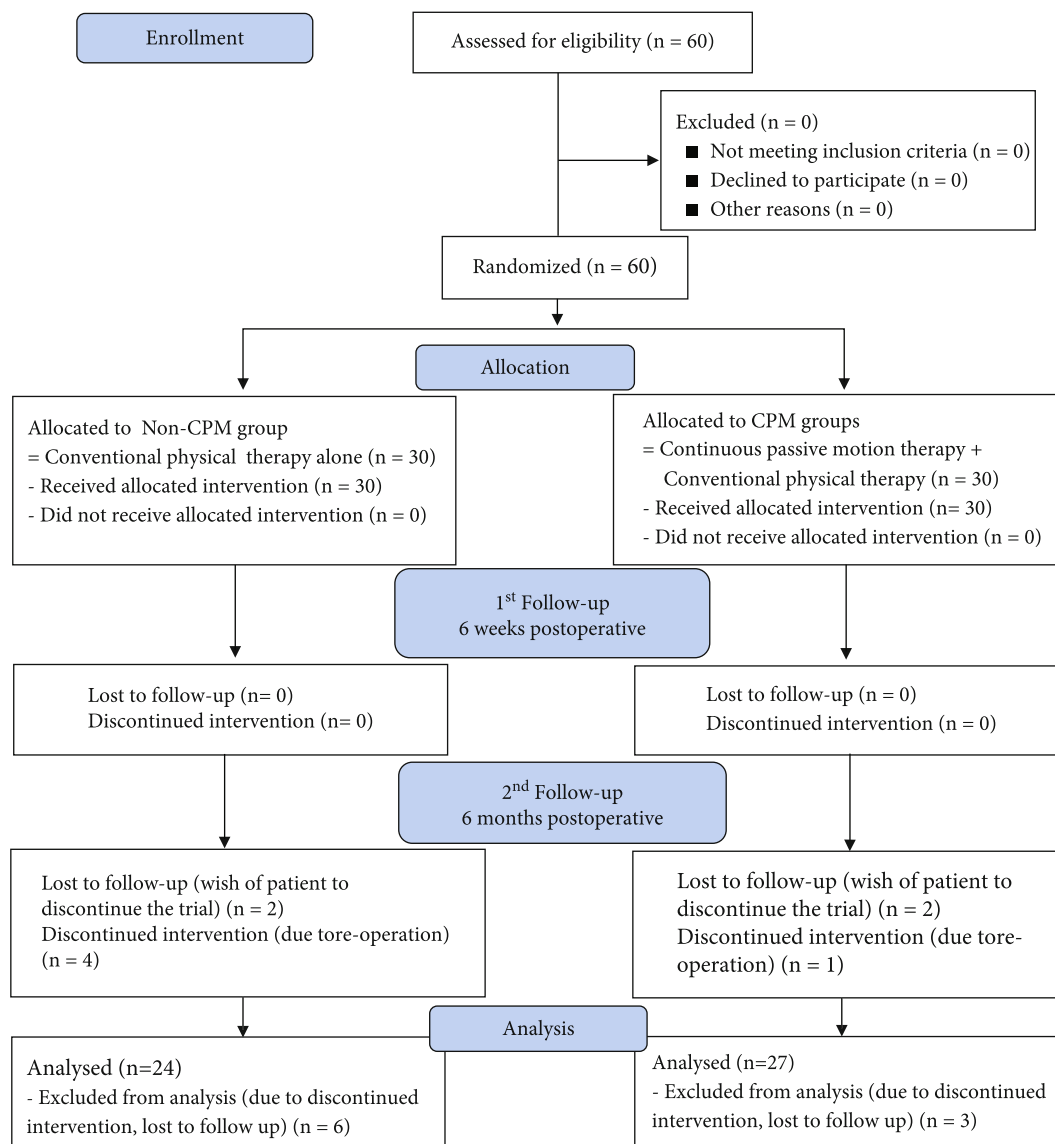 Enrollment
Assessed for eligibility (n = 60)
Excluded (n = 0)
■ Not meeting inclusion criteria (n = 0)
■ Declined to participate (n = 0)
■ Other reasons (n = 0)
Randomized (n = 60)
Allocation
Allocated to Non-CPM group
= Conventional physical therapy alone (n = 30)
- Received allocated intervention (n = 30)
- Did not receive allocated intervention (n = 0)
Allocated to CPM groups
= Continuous passive motion therapy +
Conventional physical therapy (n = 30)
- Received allocated intervention (n= 30)
- Did not receive allocated intervention (n = 0)
1st Follow-up
6 weeks postoperative
Lost to follow-up (n= 0)
Discontinued intervention (n= 0)
Lost to follow-up (n = 0)
Discontinued intervention (n = 0)
2nd Follow-up
6 months postoperative
Lost to follow-up (wish of patient to
discontinue the trial) (n = 2)
Discontinued intervention (due tore-operation)
(n = 4)
Lost to follow-up (wish of patient to
discontinue the trial) (n = 2)
Discontinued intervention (due tore-
operation) (n = 1)
Analysis
Analysed (n=24)
- Excluded from analysis (due to discontinued
intervention, lost to follow up) (n = 6)
Analysed (n=27)
- Excluded from analysis (due to discontinued
intervention, lost to follow up) (n = 3)